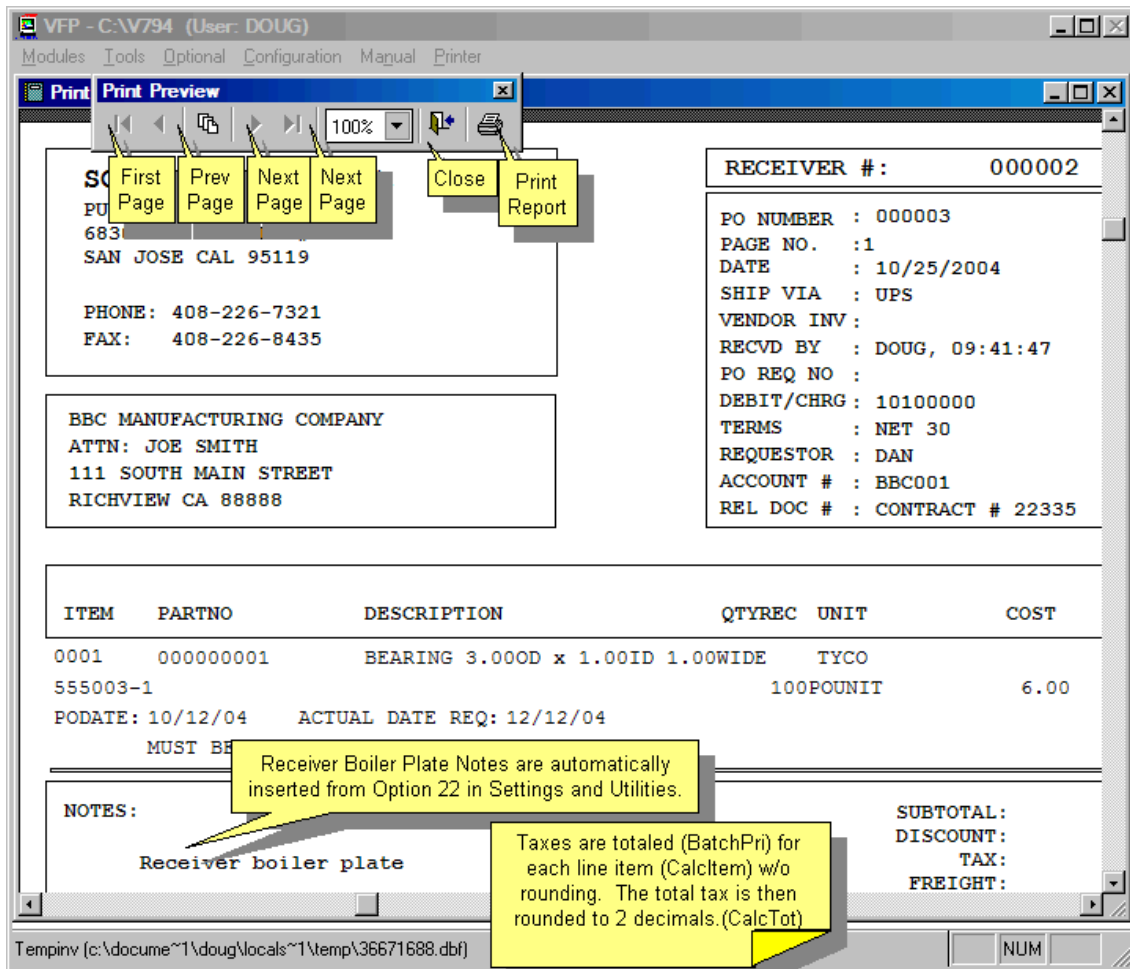 VFP - C:\V794 (User: DOUG)
Modules Tools Optional Configuration Manual Printer
Print
Print Preview
100%
First Page
Prev Page
Next Page
Next Page
Close
Print Report
SAN JOSE CAL 95119
PHONE: 408-226-7321
FAX: 408-226-8435
RECEIVER #: 000002
PO NUMBER : 000003
PAGE NO. :1
DATE : 10/25/2004
SHIP VIA : UPS
VENDOR INV :
RECVD BY : DOUG, 09:41:47
PO REQ NO :
DEBIT/CHRG : 10100000
TERMS : NET 30
REQUESTOR : DAN
ACCOUNT # : BBC001
REL DOC # : CONTRACT # 22335
BBC MANUFACTURING COMPANY
ATTN: JOE SMITH
111 SOUTH MAIN STREET
RICHVIEW CA 88888
ITEM PARTNO DESCRIPTION QTYREC UNIT COST
0001 000000001 BEARING 3.00OD x 1.00ID 1.00WIDE TYCO
555003-1 100POUNIT 6.00
PODATE: 10/12/04 ACTUAL DATE REQ: 12/12/04
MUST
Receiver Boiler Plate Notes are automatically
inserted from Option 22 in Settings and Utilities.
NOTES:
Receiver boiler plate
SUBTOTAL:
DISCOUNT:
TAX:
FREIGHT:
Taxes are totaled (BatchPri) for
each line item (CalcItem) w/o
rounding. The total tax is then
rounded to 2 decimals.(CalcTot)
Tempinv (c:\docume~1\doug\locals~1\temp\36671688.dbf)
NUM